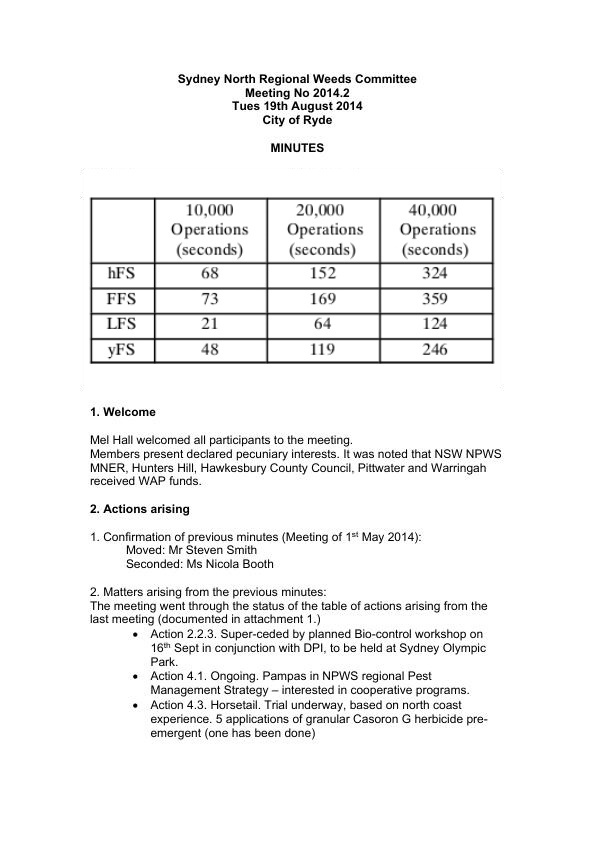 Sydney North Regional Weeds Committee
Meeting No 2014.2
Tues 19th August 2014
City of Ryde
MINUTES
10,000 Operations (seconds) 20,000 Operations (seconds) 40,000 Operations (seconds)
hFS 68 152 324
FFS 73 169 359
LFS 21 64 124
yFS 48 119 246
1. Welcome
Mel Hall welcomed all participants to the meeting.
Members present declared pecuniary interests. It was noted that NSW NPWS
MNER, Hunters Hill, Hawkesbury County Council, Pittwater and Warringah
received WAP funds.
2. Actions arising
1. Confirmation of previous minutes (Meeting of 1st May 2014):
Moved: Mr Steven Smith
Seconded: Ms Nicola Booth
2. Matters arising from the previous minutes:
The meeting went through the status of the table of actions arising from the
last meeting (documented in attachment 1.)
• Action 2.2.3. Super-ceded by planned Bio-control workshop on
16th Sept in conjunction with DPI, to be held at Sydney Olympic
Park.
• Action 4.1. Ongoing. Pampas in NPWS regional Pest
Management Strategy – interested in cooperative programs.
• Action 4.3. Horsetail. Trial underway, based on north coast
experience. 5 applications of granular Casoron G herbicide pre-
emergent (one has been done)